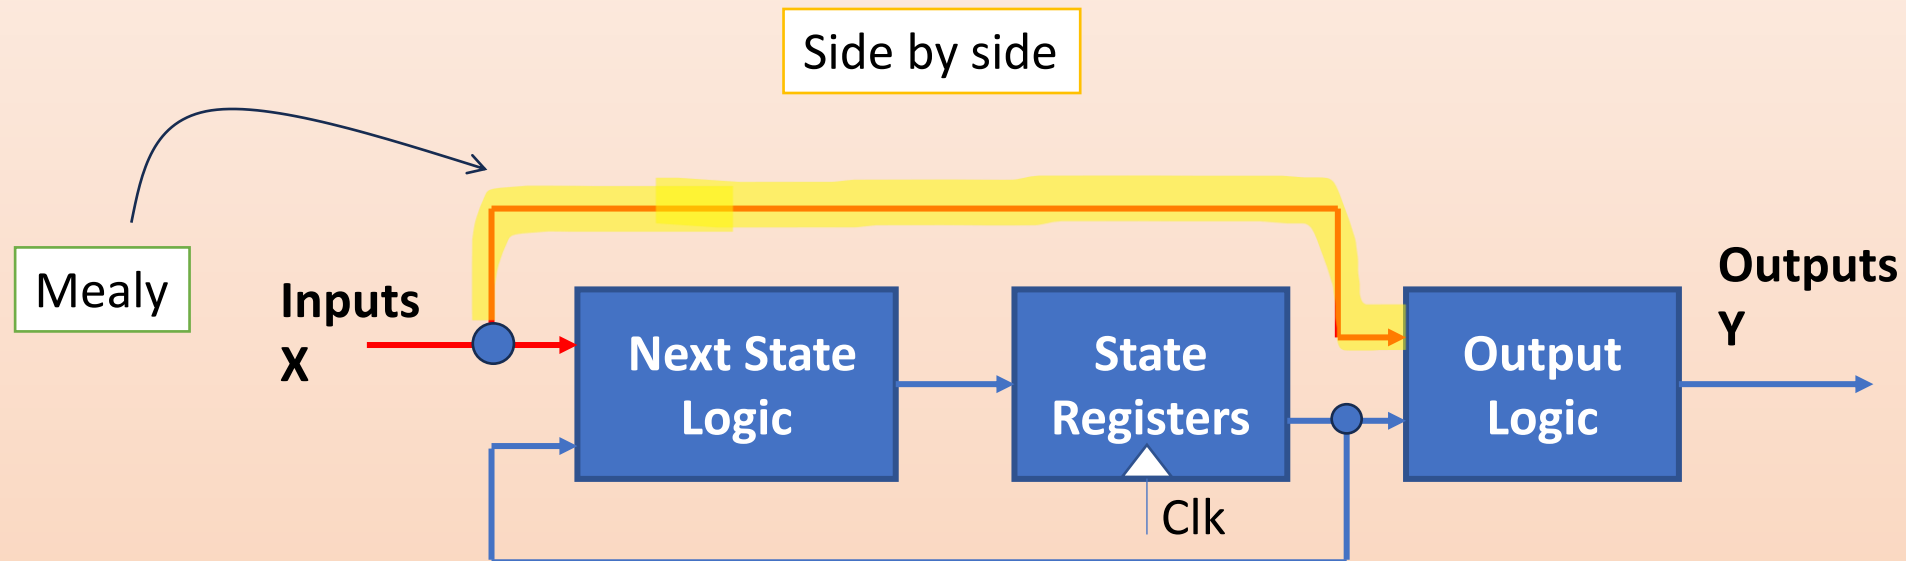 Side by side
Mealy
Inputs
X
Next State
Logic
State
Registers
Clk
Output
Logic
Outputs
Y